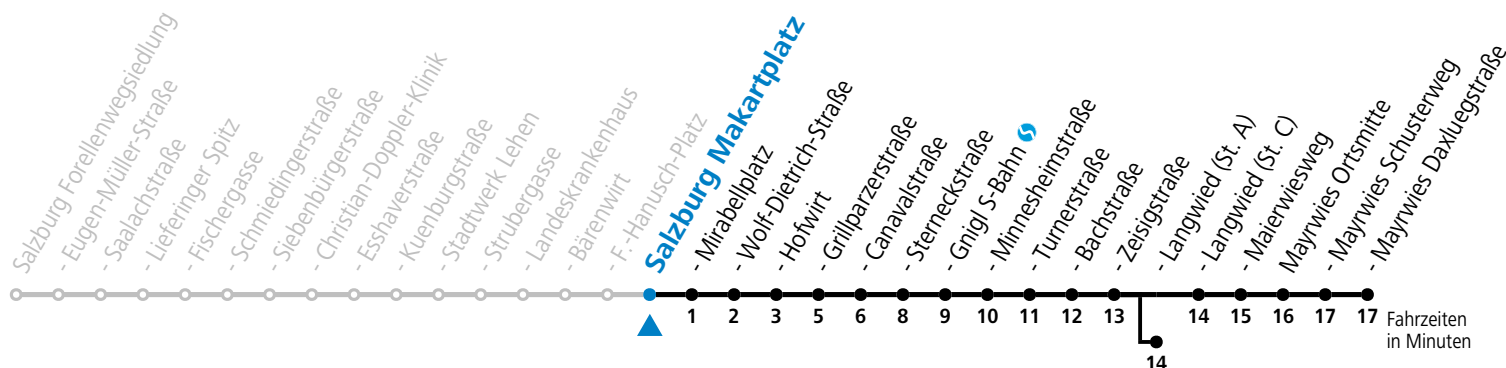 Salzburg Forellenwegsiedlung
- Eugen-Müller-Straße
- Saalachstraße
- Lieferinger Spitz
- Fischergasse
- Schmiedingerstraße
- Siebenbürgerstraße
- Christian-Doppler-Klinik
- Esshaverstraße
- Kuenburgstraße
- Stadtwerk Lehen
- Strubergasse
- Landeskrankenhaus
- Bärenwirt
- F.-Hanusch-Platz
Salzburg Makartplatz
- Mirabellplatz
- Wolf-Dietrich-Straße
- Hofwirt
- Grillparzerstraße
- Canavalstraße
- Sterneckstraße
- Gnigl S-Bahn
- Minnesheimstraße
- Turnerstraße
- Bachstraße
- Zeisigstraße
- Langwied (St. A)
- Langwied (St. C)
- Maierwiesweg
Mayrwies Ortsmitte
- Mayrwies Schusterweg
- Mayrwies Daxluegstraße
1 2 3 5 6 8 9 10 11 12 13 14 15 16 17 17
Fahrzeiten
in Minuten
14